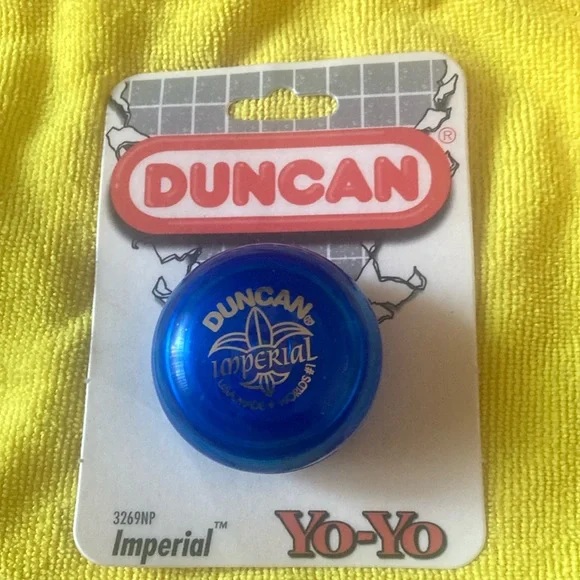 DUNCAN®
DUNCAN®
IMPERIAL
USA MADE • WORLDS #1
3269NP
Imperial™
Yo-Yo